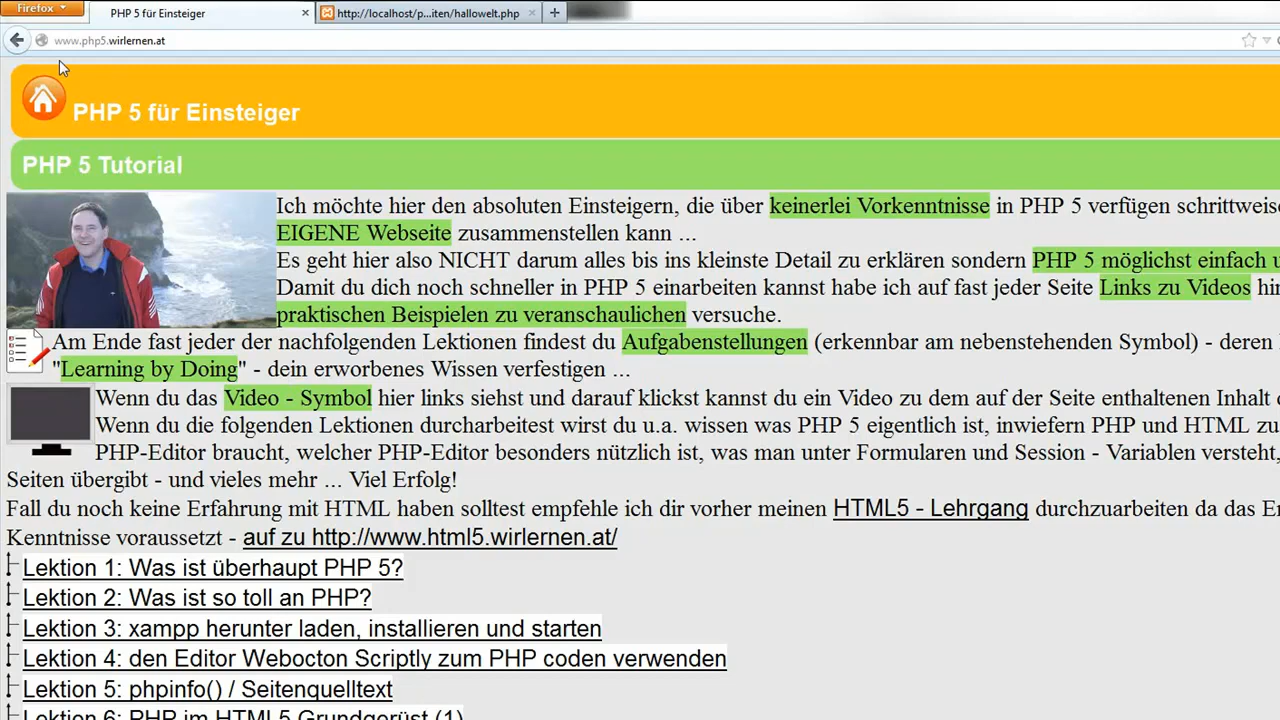 Firefox
PHP 5 für Einsteiger
http://localhost/p...iten/hallowelt.php
www.php5.wirlernen.at
PHP 5 für Einsteiger
PHP 5 Tutorial
Ich möchte hier den absoluten Einsteigern, die über keinerlei Vorkenntnisse in PHP 5 verfügen schrittweise
EIGENE Webseite zusammenstellen kann ...
Es geht hier also NICHT darum alles bis ins kleinste Detail zu erklären sondern PHP 5 möglichst einfach
Damit du dich noch schneller in PHP 5 einarbeiten kannst habe ich auf fast jeder Seite Links zu Videos
praktischen Beispielen zu veranschaulichen versuche.
Am Ende fast jeder der nachfolgenden Lektionen findest du Aufgabenstellungen (erkennbar am nebenstehenden Symbol) - deren
"Learning by Doing" - dein erworbenes Wissen verfestigen ...
Wenn du das Video - Symbol hier links siehst und darauf klickst kannst du ein Video zu dem auf der Seite enthaltenen Inhalt
Wenn du die folgenden Lektionen durcharbeitest wirst du u.a. wissen was PHP 5 eigentlich ist, inwiefern PHP und HTML
PHP-Editor braucht, welcher PHP-Editor besonders nützlich ist, was man unter Formularen und Session - Variablen versteht,
Seiten übergibt - und vieles mehr ... Viel Erfolg!
Fall du noch keine Erfahrung mit HTML haben solltest empfehle ich dir vorher meinen HTML5 - Lehrgang durchzuarbeiten da das
Kenntnisse voraussetzt - auf zu http://www.html5.wirlernen.at/
Lektion 1: Was ist überhaupt PHP 5?
Lektion 2: Was ist so toll an PHP?
Lektion 3: xampp herunter laden, installieren und starten
Lektion 4: den Editor Webocton Scriptly zum PHP coden verwenden
Lektion 5: phpinfo() / Seitenquelltext
Lektion 6: PHP im HTML5 Grundgerüst (1)